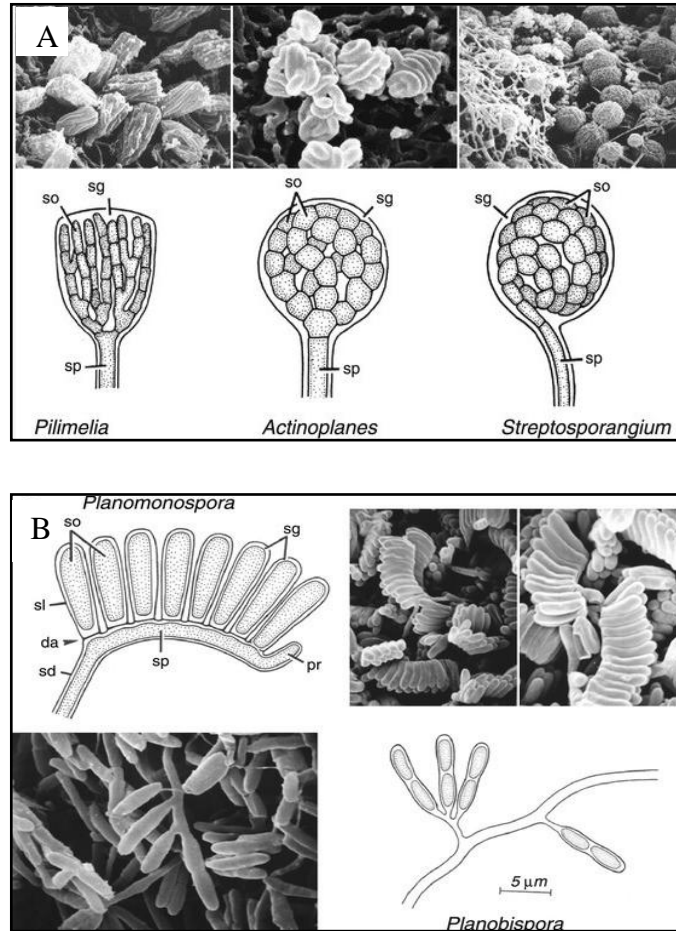 A
so sg
sp
Pilimelia
so sg
sp
Actinoplanes
sg so
sp
Streptosporangium
B
Planomonospora
so sg
sl
da
sp
sd pr
5 μm
Planobispora